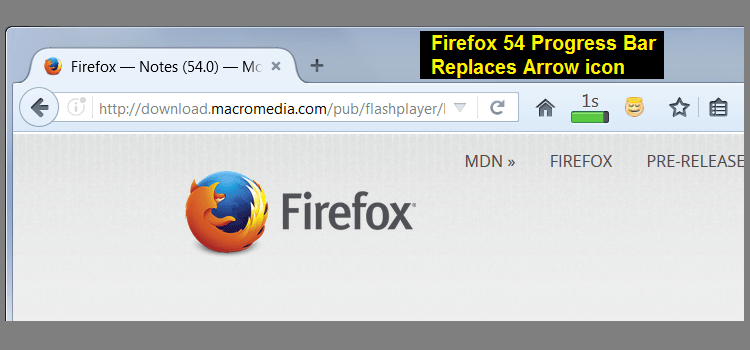 Firefox 54 Progress Bar
Replaces Arrow icon
Firefox — Notes (54.0) — Mo
http://download.macromedia.com/pub/flashplayer/
1s
MDN » FIREFOX PRE-RELEASE
Firefox